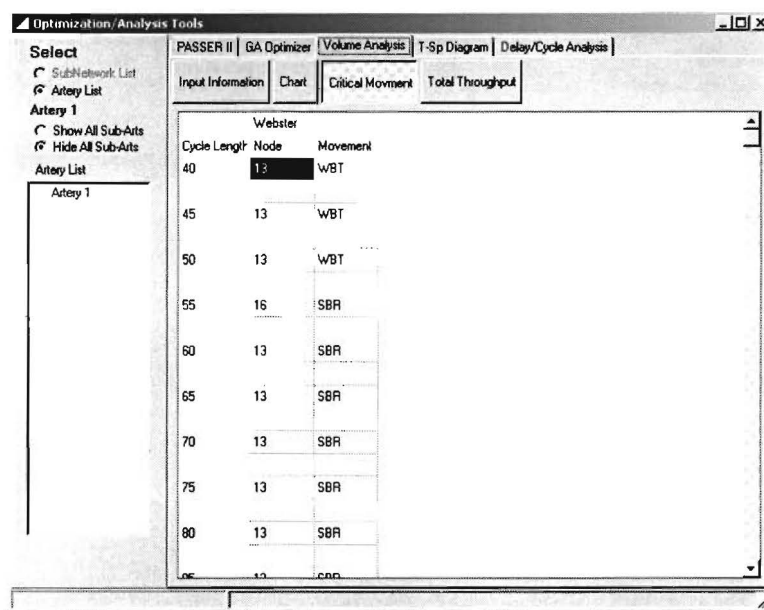 Optimization/Analysis Tools
Select
SubNetwork List
Artery List
Artery 1
Show All Sub-Arts
Hide All Sub-Arts
Artery List
Artery 1
PASSER II GA Optimizer Volume Analysis T-Sp Diagram Delay/Cycle Analysis
Input Information Chart Critical Movment Total Throughput
Webster
Cycle Length Node Movement
40 13 WBT
45 13 WBT
50 13 WBT
55 16 SBR
60 13 SBR
65 13 SBR
70 13 SBR
75 13 SBR
80 13 SBR